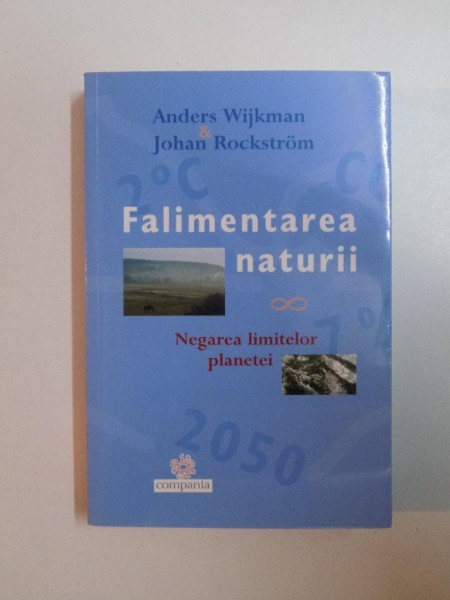 Anders Wijkman
&
Johan Rockström
2°C
Falimentarea
naturii
∞
Negarea limitelor
planetei
2050
compania